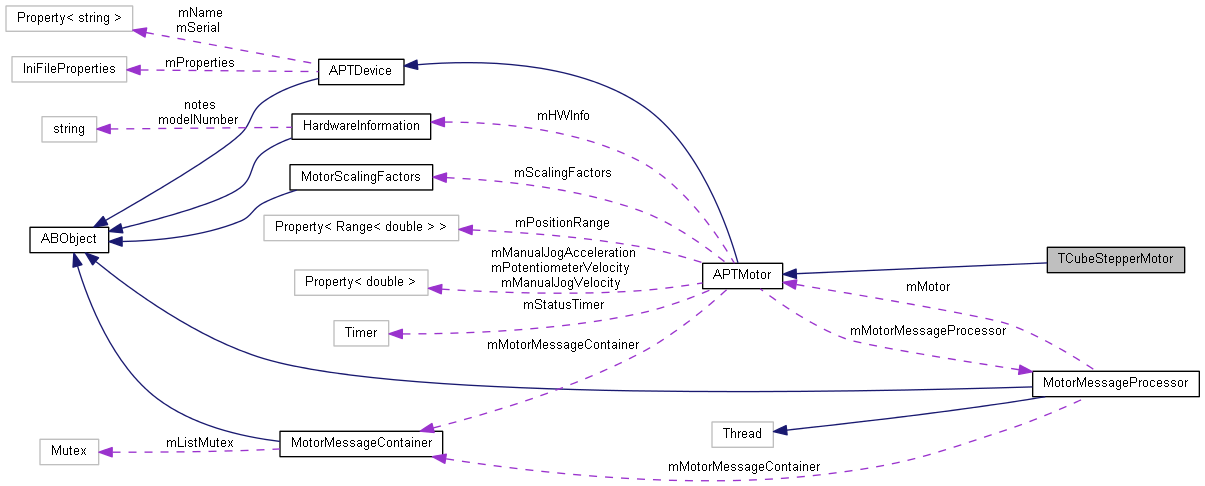 mName
mSerial
Property< string >
IniFileProperties
mProperties
APTDevice
notes
modelNumber
string
HardwareInformation
mHWInfo
MotorScalingFactors
mScalingFactors
ABObject
Property< Range< double > >
mPositionRange
mManualJogAcceleration
mPotentiometerVelocity
mManualJogVelocity
Property< double >
APTMotor
TCubeStepperMotor
mMotor
mStatusTimer
Timer
mMotorMessageContainer
mMotorMessageProcessor
MotorMessageProcessor
Thread
MotorMessageContainer
mListMutex
Mutex
mMotorMessageContainer